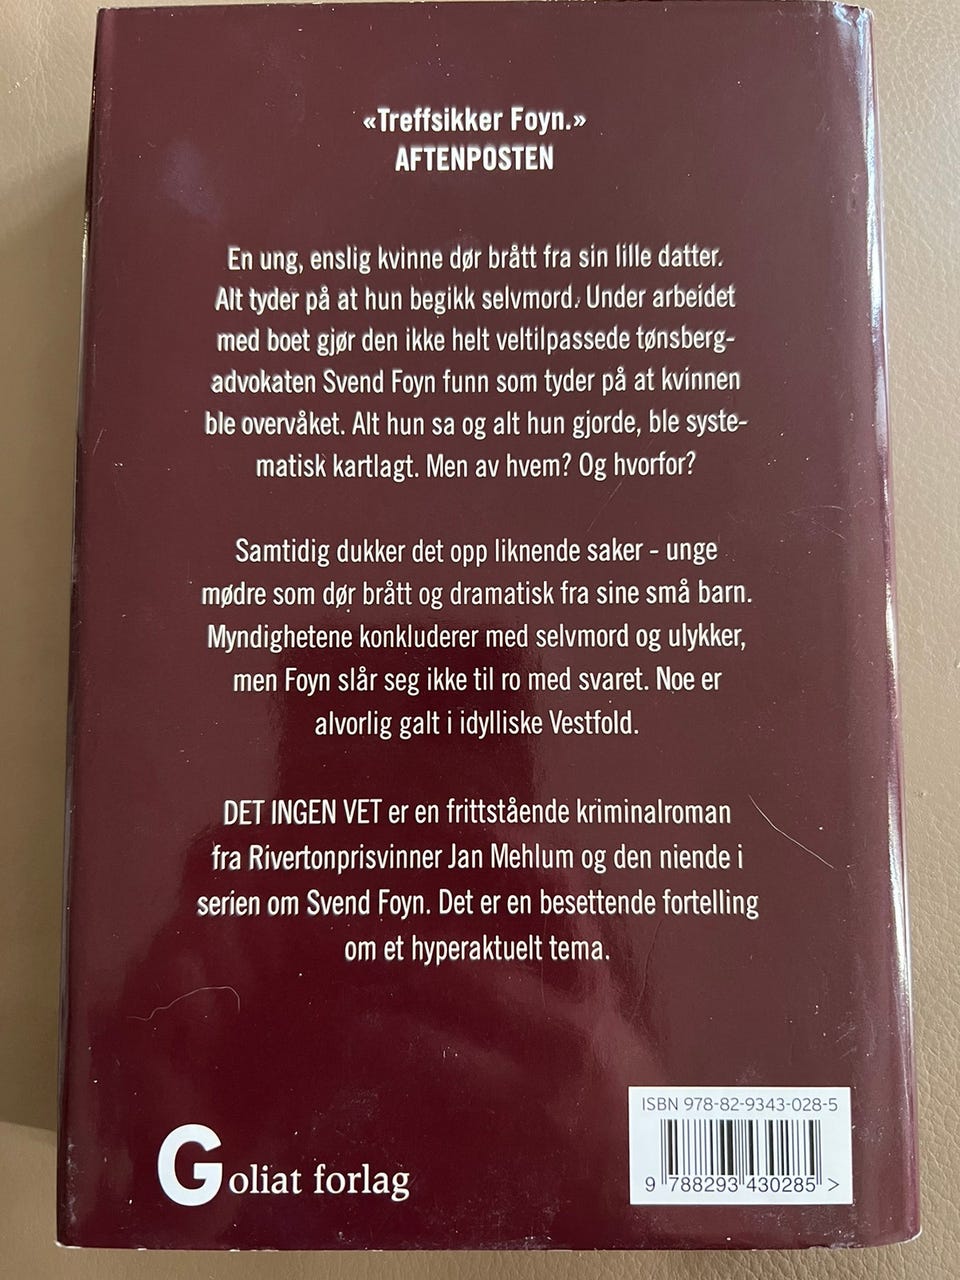 «Treffsikker Foyn.»
AFTENPOSTEN
En ung, enslig kvinne dør brått fra sin lille datter.
Alt tyder på at hun begikk selvmord. Under arbeidet
med boet gjør den ikke helt veltilpassede tønsberg-
advokaten Svend Foyn funn som tyder på at kvinnen
ble overvåket. Alt hun sa og alt hun gjorde, ble syste-
matisk kartlagt. Men av hvem? Og hvorfor?
Samtidig dukker det opp liknende saker - unge
mødre som dør brått og dramatisk fra sine små barn.
Myndighetene konkluderer med selvmord og ulykker,
men Foyn slår seg ikke til ro med svaret. Noe er
alvorlig galt i idylliske Vestfold.
DET INGEN VET er en frittstående kriminalroman
fra Rivertonprisvinner Jan Mehlum og den niende i
serien om Svend Foyn. Det er en besettende fortelling
om et hyperaktuelt tema.
ISBN 978-82-9343-028-5
9 788293 430285 >
Goliat forlag